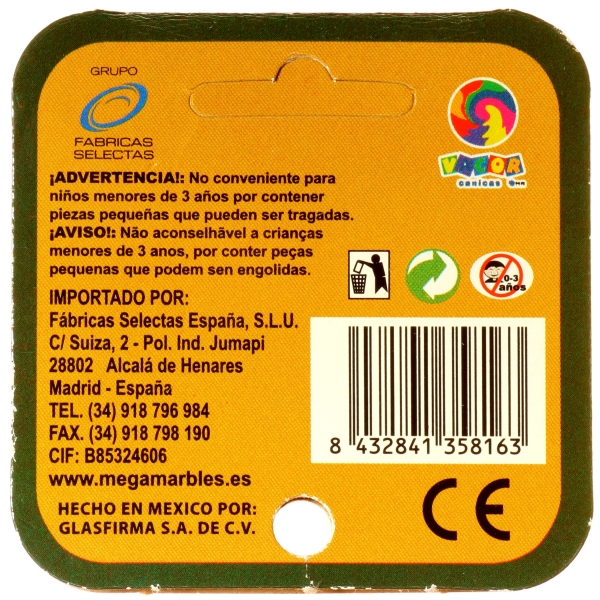 GRUPO
FABRICAS
SELECTAS
VACOR
canicas MR
¡ADVERTENCIA!: No conveniente para
niños menores de 3 años por contener
piezas pequeñas que pueden ser tragadas.
¡AVISO!: Não aconselhável a crianças
menores de 3 anos, por conter peças
pequenas que podem ser engolidas.
0-3
años
IMPORTADO POR:
Fábricas Selectas España, S.L.U.
C/ Suiza, 2 - Pol. Ind. Jumapi
28802 Alcalá de Henares
Madrid - España
TEL. (34) 918 796 984
FAX. (34) 918 798 190
CIF: B85324606
www.megamarbles.es
8 432841 358163
HECHO EN MEXICO POR:
GLASFIRMA S.A. DE C.V.
CE